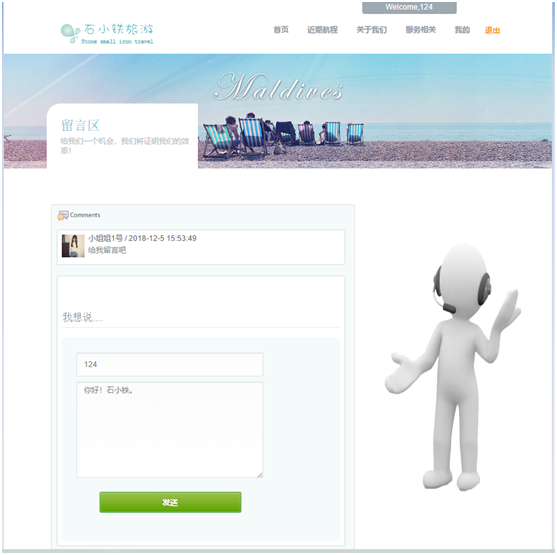 Welcome,124
石小铁旅游
Stone small iron travel
首页 近期航程 关于我们 服务相关 我的 退出
Maldives
留言区
给我们一个机会，我们将证明我们的效
率！
Comments
小姐姐1号 / 2018-12-5 15:53:49
给我留言吧
我想说....
124
你好！石小铁。
发送